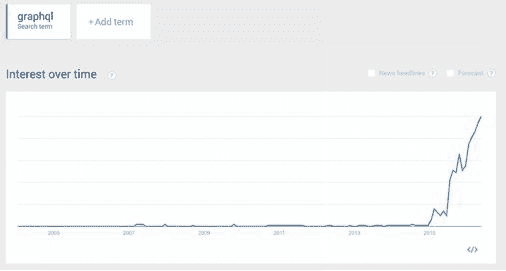 graphql
Search term
+Add term
Interest over time ?
News headlines ? Forecast ?
2005 2007 2009 2011 2013 2015
</>